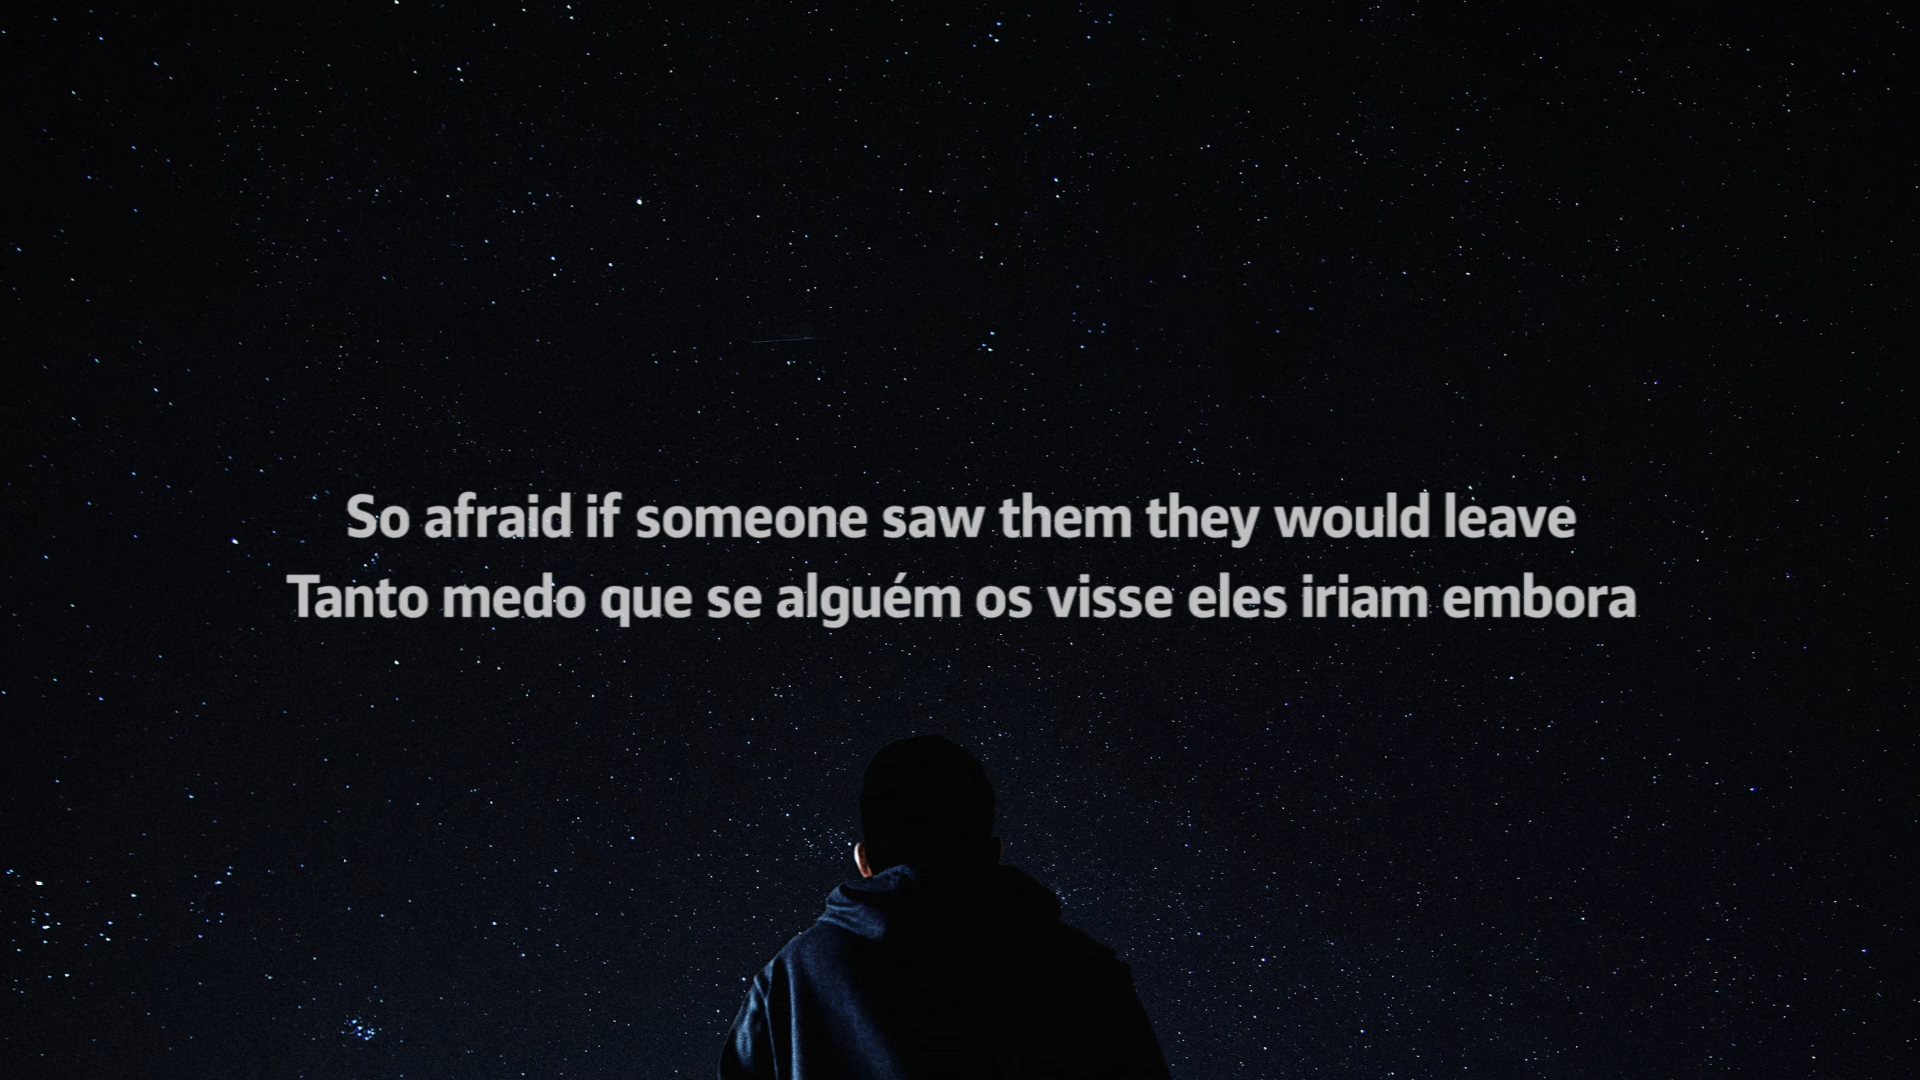 So afraid if someone saw them they would leave
Tanto medo que se alguém os visse eles iriam embora